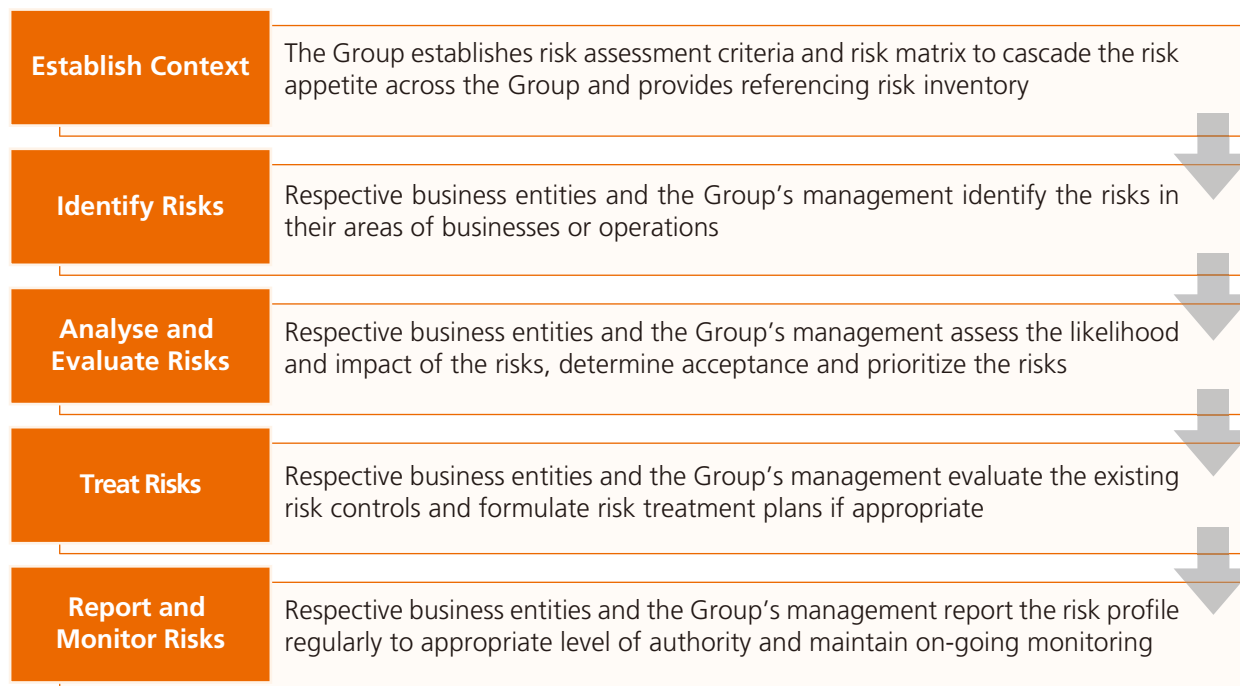 Establish Context
The Group establishes risk assessment criteria and risk matrix to cascade the risk
appetite across the Group and provides referencing risk inventory
Identify Risks
Respective business entities and the Group’s management identify the risks in
their areas of businesses or operations
Analyse and
Evaluate Risks
Respective business entities and the Group’s management assess the likelihood
and impact of the risks, determine acceptance and prioritize the risks
Treat Risks
Respective business entities and the Group’s management evaluate the existing
risk controls and formulate risk treatment plans if appropriate
Report and
Monitor Risks
Respective business entities and the Group’s management report the risk profile
regularly to appropriate level of authority and maintain on-going monitoring